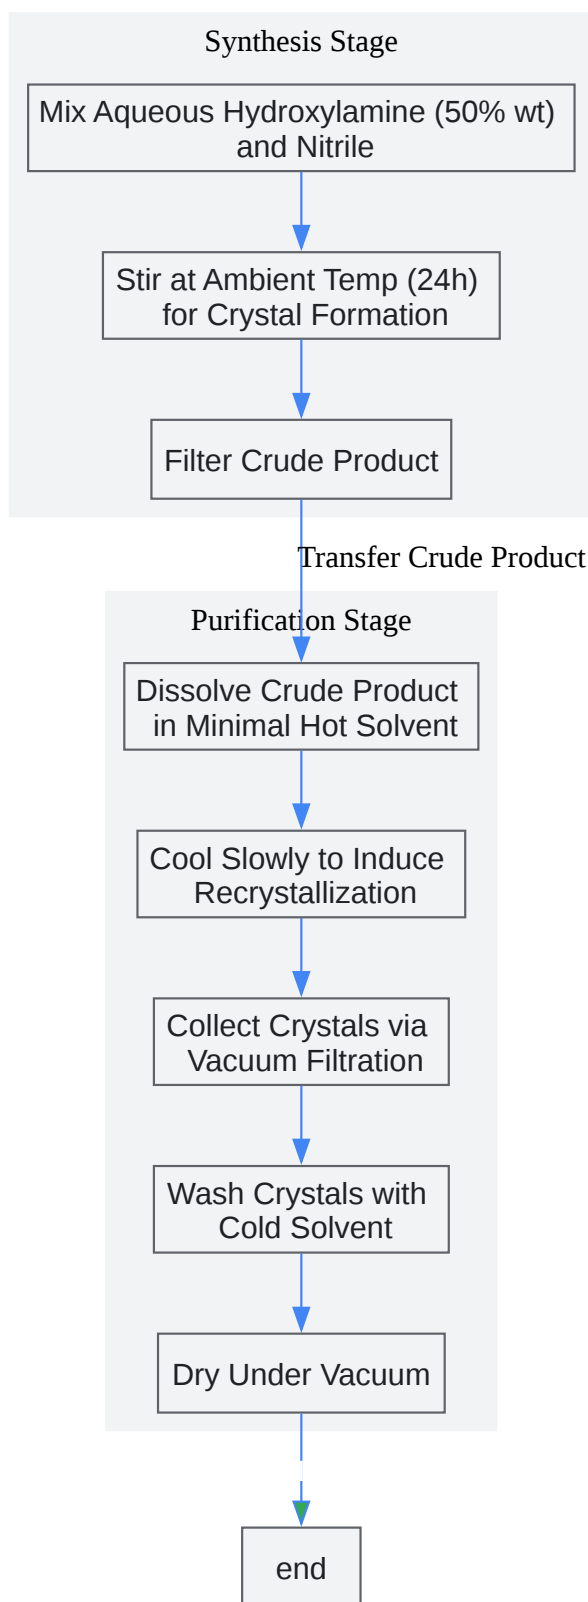 Synthesis Stage
Mix Aqueous Hydroxylamine (50% wt)
and Nitrile
Stir at Ambient Temp (24h)
for Crystal Formation
Filter Crude Product
Transfer Crude Product
Purification Stage
Dissolve Crude Product
in Minimal Hot Solvent
Cool Slowly to Induce
Recrystallization
Collect Crystals via
Vacuum Filtration
Wash Crystals with
Cold Solvent
Dry Under Vacuum
end